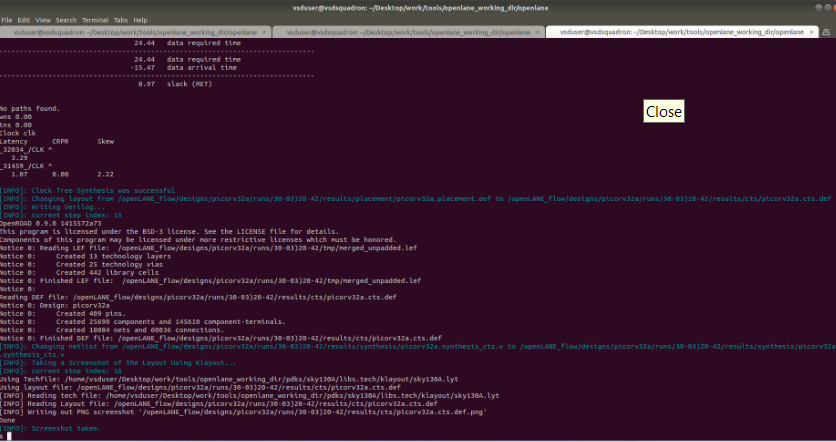 vsduser@vsdsquadron: ~/Desktop/work/tools/openlane_working_dir/openlane
File Edit View Search Terminal Tabs Help
vsduser@vsdsquadron: ~/Desktop/work/tools/openlane_working_dir/openlane × vsduser@vsdsquadron: ~/Desktop/work/tools/openlane_working_dir/openlane × vsduser@vsdsquadron: ~/Desktop/work/tools/openlane_working_dir/openlane ×
24.44 data required time
-----------------------------------------------------------------------------
24.44 data required time
-15.47 data arrival time
-----------------------------------------------------------------------------
8.97 slack (MET)
Close
No paths found.
wns 0.00
tns 0.00
Clock clk
Latency CRPR Skew
_32034_/CLK ^
3.29
_31459_/CLK ^
1.07 0.00 2.22
[INFO]: Clock Tree Synthesis was successful
[INFO]: Changing layout from /openLANE_flow/designs/picorv32a/runs/30-03)20-42/results/placement/picorv32a.placement.def to /openLANE_flow/designs/picorv32a/runs/30-03)20-42/results/cts/picorv32a.cts.def
[INFO]: Writing Verilog...
[INFO]: current step index: 15
OpenROAD 0.9.0 1415572a73
This program is licensed under the BSD-3 license. See the LICENSE file for details.
Components of this program may be licensed under more restrictive licenses which must be honored.
Notice 0: Reading LEF file: /openLANE_flow/designs/picorv32a/runs/30-03)20-42/tmp/merged_unpadded.lef
Notice 0: Created 13 technology layers
Notice 0: Created 25 technology vias
Notice 0: Created 442 library cells
Notice 0: Finished LEF file: /openLANE_flow/designs/picorv32a/runs/30-03)20-42/tmp/merged_unpadded.lef
Notice 0:
Reading DEF file: /openLANE_flow/designs/picorv32a/runs/30-03)20-42/results/cts/picorv32a.cts.def
Notice 0: Design: picorv32a
Notice 0: Created 409 pins.
Notice 0: Created 25690 components and 145610 component-terminals.
Notice 0: Created 18084 nets and 60036 connections.
Notice 0: Finished DEF file: /openLANE_flow/designs/picorv32a/runs/30-03)20-42/results/cts/picorv32a.cts.def
[INFO]: Changing netlist from /openLANE_flow/designs/picorv32a/runs/30-03)20-42/results/synthesis/picorv32a.synthesis_cts.v to /openLANE_flow/designs/picorv32a/runs/30-03)20-42/results/synthesis/picorv32a
.synthesis_cts.v
[INFO]: Taking a Screenshot of the Layout Using Klayout...
[INFO]: current step index: 16
Using Techfile: /home/vsduser/Desktop/work/tools/openlane_working_dir/pdks/sky130A/libs.tech/klayout/sky130A.lyt
Using layout file: /openLANE_flow/designs/picorv32a/runs/30-03)20-42/results/cts/picorv32a.cts.def
[INFO] Reading tech file: /home/vsduser/Desktop/work/tools/openlane_working_dir/pdks/sky130A/libs.tech/klayout/sky130A.lyt
[INFO] Reading Layout file: /openLANE_flow/designs/picorv32a/runs/30-03)20-42/results/cts/picorv32a.cts.def
[INFO] Writing out PNG screenshot '/openLANE_flow/designs/picorv32a/runs/30-03)20-42/results/cts/picorv32a.cts.def.png'
Done
[INFO]: Screenshot taken.
%